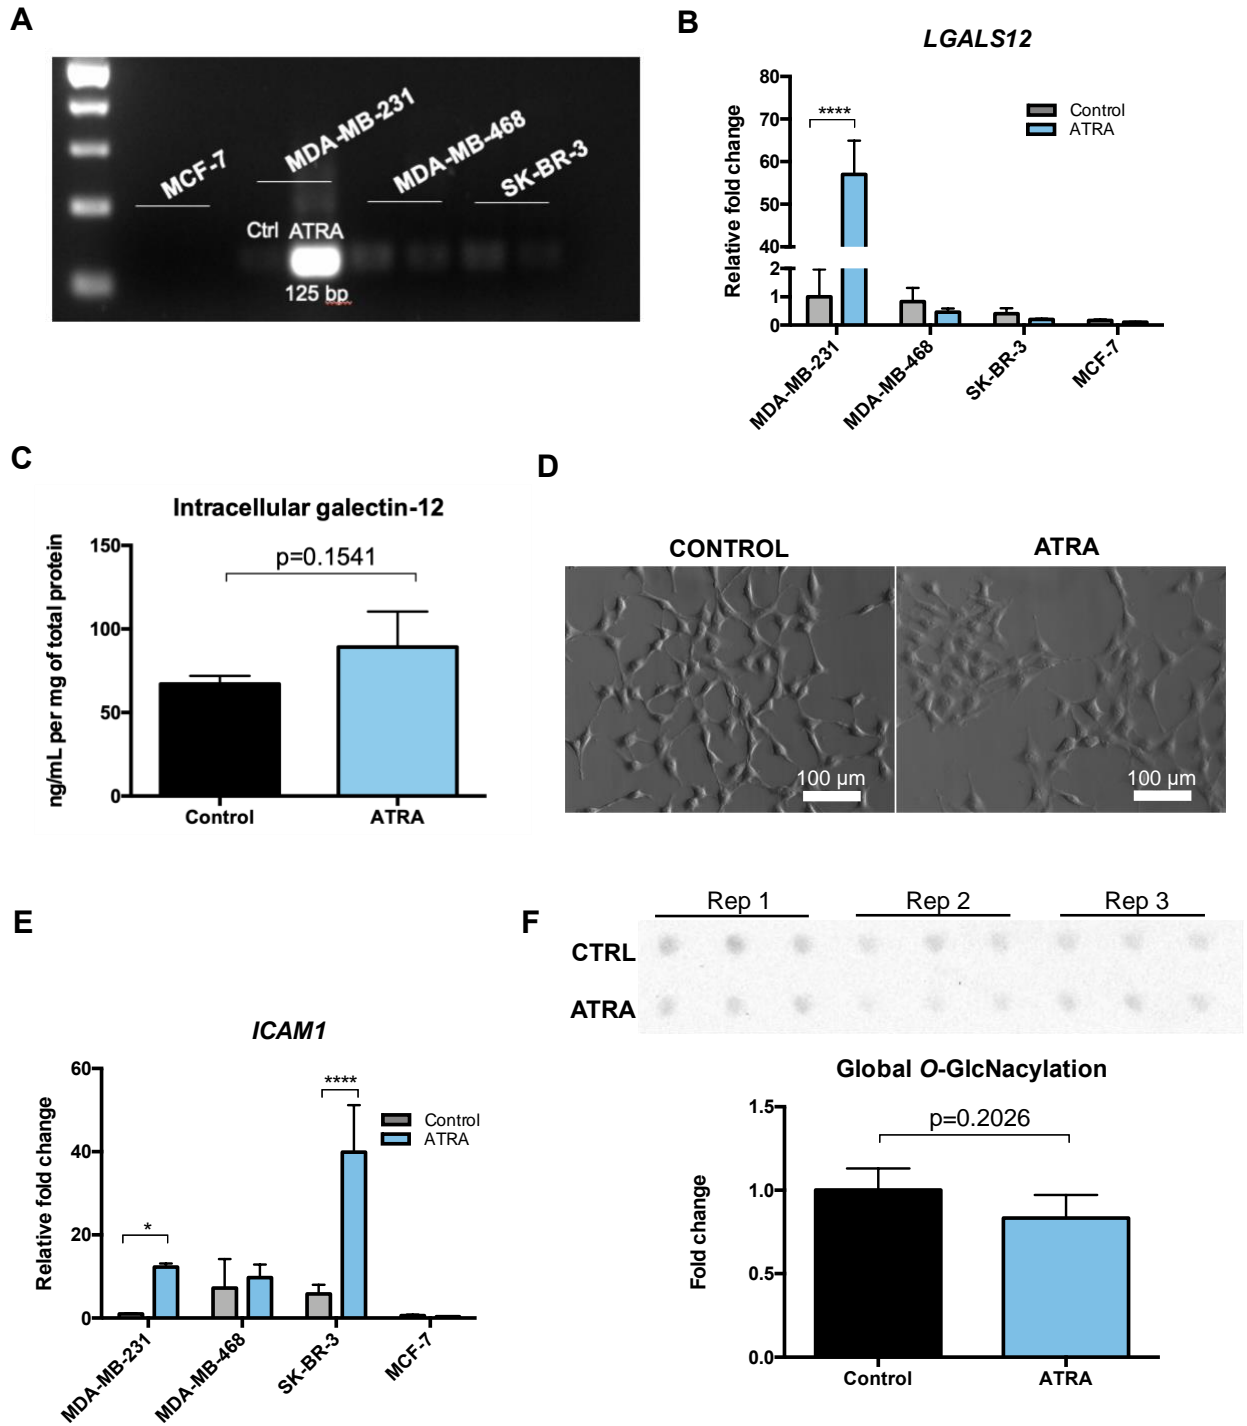 A
MCF-7
MDA-MB-231
MDA-MB-468
SK-BR-3
Ctrl ATRA
125 bp
B
LGALS12
Relative fold change
80
70
60
50
40
2
1
0
****
Control
ATRA
MDA-MB-231
MDA-MB-468
SK-BR-3
MCF-7
C
Intracellular galectin-12
ng/mL per mg of total protein
150
100
50
0
p=0.1541
Control
ATRA
D
CONTROL
ATRA
100 µm
100 µm
E
ICAM1
Relative fold change
60
40
20
0
*
****
Control
ATRA
MDA-MB-231
MDA-MB-468
SK-BR-3
MCF-7
F
Rep 1
Rep 2
Rep 3
CTRL
ATRA
Global O-GlcNacylation
Fold change
1.5
1.0
0.5
0.0
p=0.2026
Control
ATRA